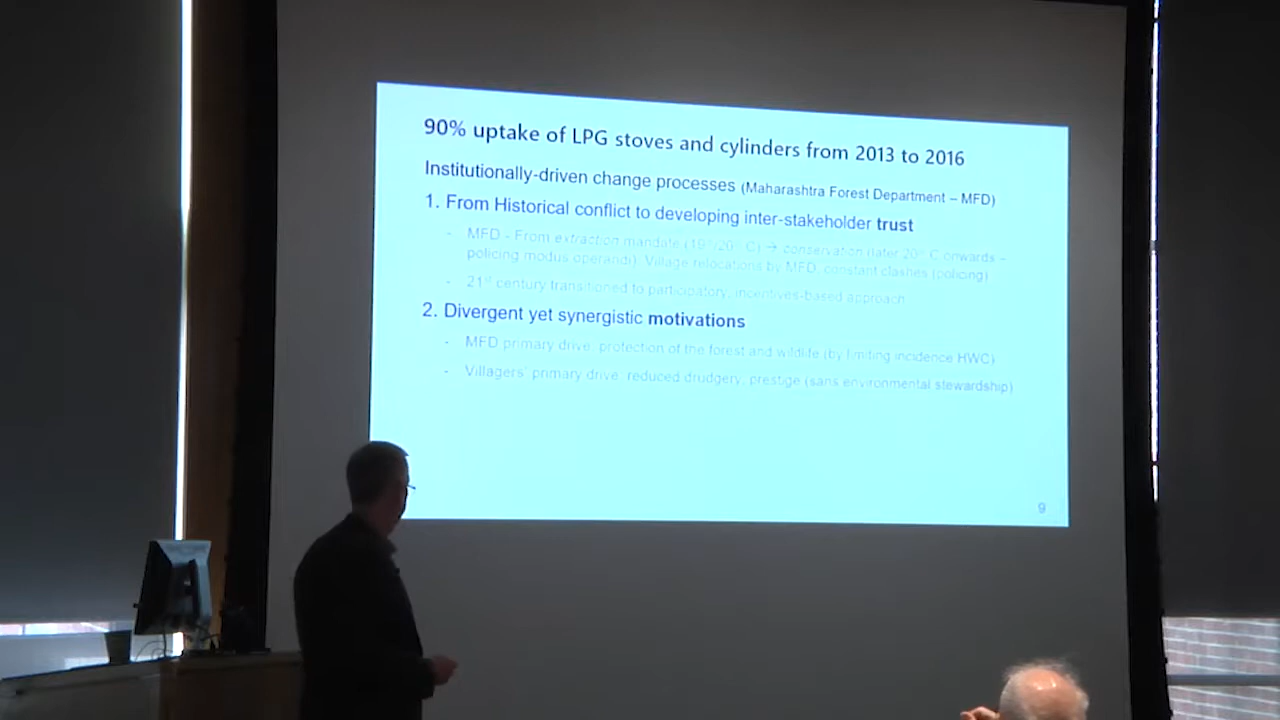 90% uptake of LPG stoves and cylinders from 2013 to 2016
Institutionally-driven change processes (Maharashtra Forest Department – MFD)
1. From Historical conflict to developing inter-stakeholder trust
- MFD - From extraction mandate (19th/20th C) → conservation (later 20th C onwards –
policing modus operandi). Village relocations by MFD, constant clashes (policing)
- 21st century transitioned to participatory, incentives-based approach
2. Divergent yet synergistic motivations
- MFD primary drive: protection of the forest and wildlife (by limiting incidence HWC)
- Villagers' primary drive: reduced drudgery, prestige (sans environmental stewardship)
9